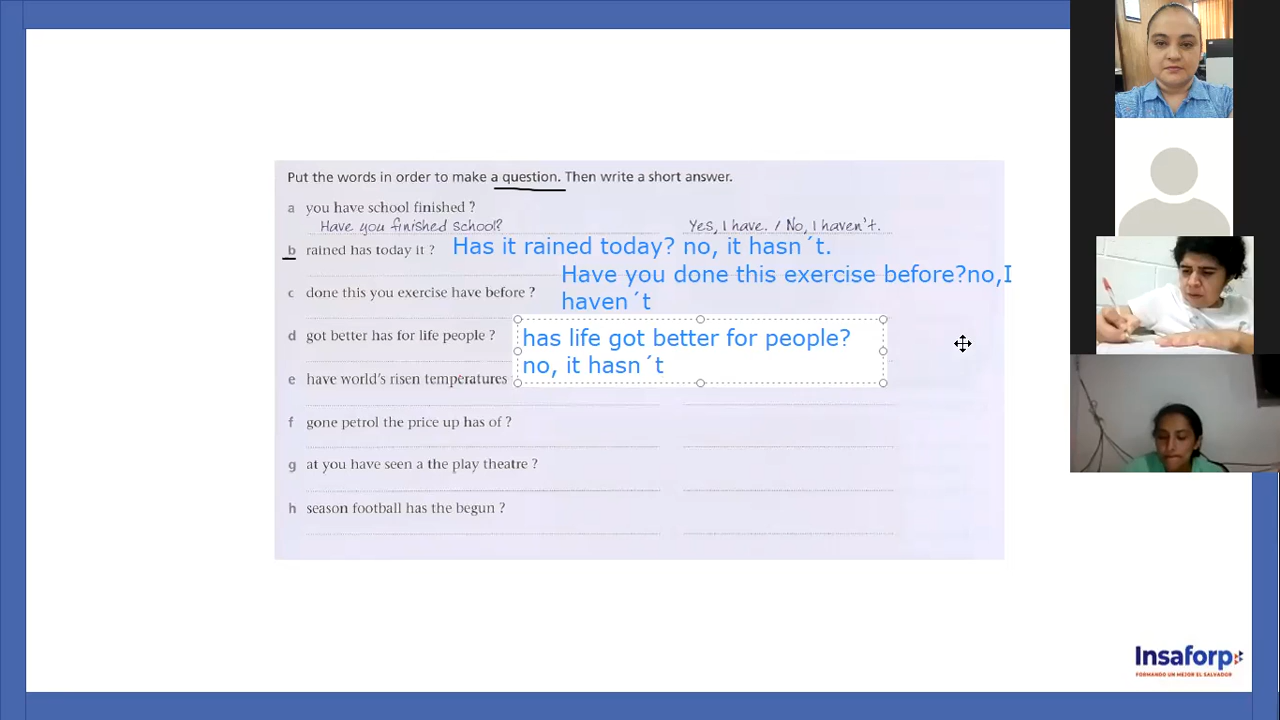 Put the words in order to make a question. Then write a short answer.
a you have school finished ?
Have you finished school? Yes, I have. / No, I haven't.
b rained has today it ? Has it rained today? no, it hasn´t.
Have you done this exercise before?no,I
c done this you exercise have before ? haven´t
d got better has for life people ? has life got better for people?
no, it hasn´t
e have world's risen temperatures
f gone petrol the price up has of ?
g at you have seen a the play theatre ?
h season football has the begun ?
Insaforp
FORMANDO UN MEJOR EL SALVADOR